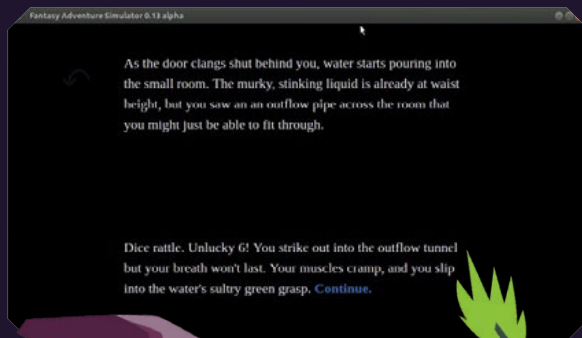 Fantasy Adventure Simulator 0.13 alpha
As the door clangs shut behind you, water starts pouring into
the small room. The murky, stinking liquid is already at waist
height, but you saw an an outflow pipe across the room that
you might just be able to fit through.
Dice rattle. Unlucky 6! You strike out into the outflow tunnel
but your breath won't last. Your muscles cramp, and you slip
into the water's sultry green grasp. Continue.